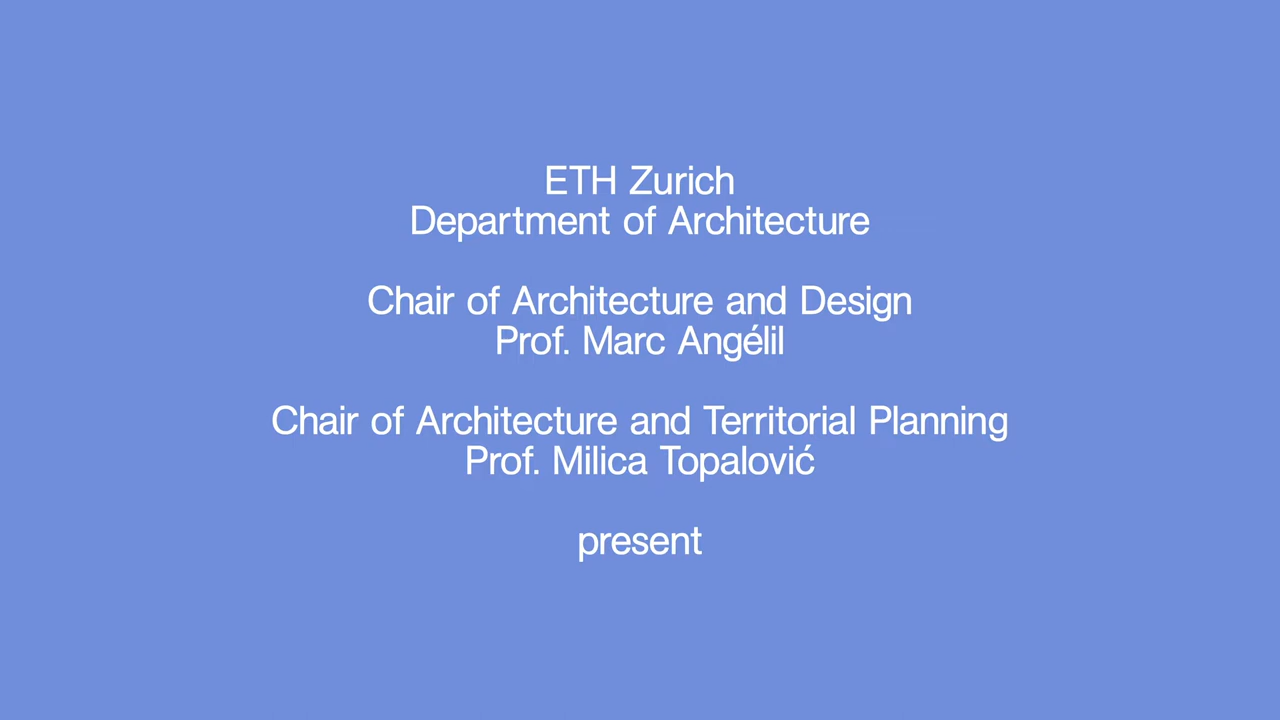 ETH Zurich
Department of Architecture
Chair of Architecture and Design
Prof. Marc Angélil
Chair of Architecture and Territorial Planning
Prof. Milica Topalović
present